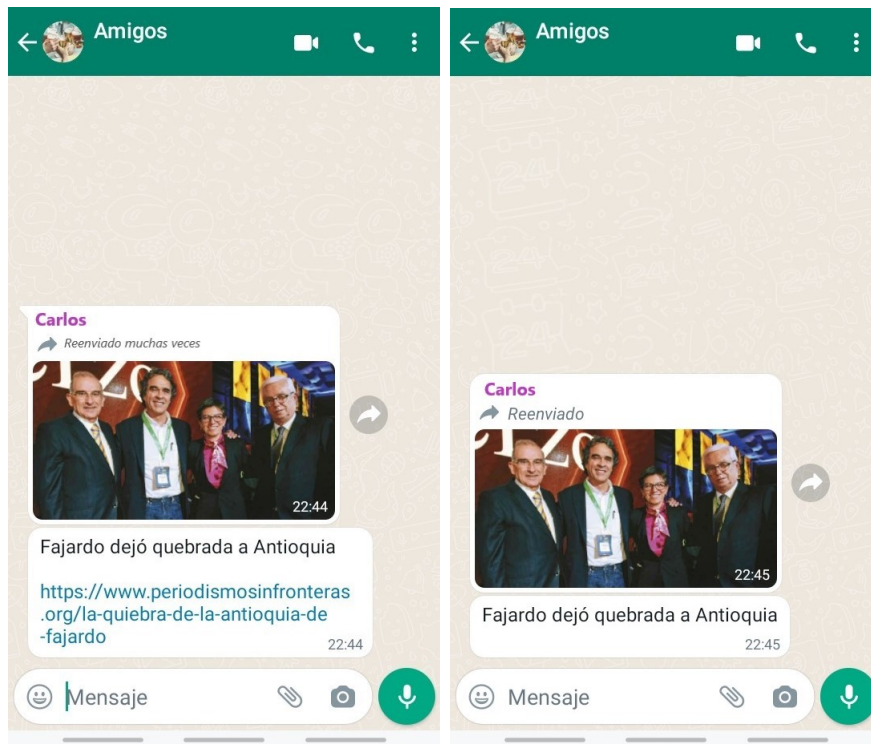 Amigos
Carlos
Reenviado muchas veces
22:44
Fajardo dejó quebrada a Antioquia
https://www.periodismosinfronteras
.org/la-quiebra-de-la-antioquia-de
-fajardo
22:44
Mensaje
Amigos
Carlos
Reenviado
22:45
Fajardo dejó quebrada a Antioquia
22:45
Mensaje